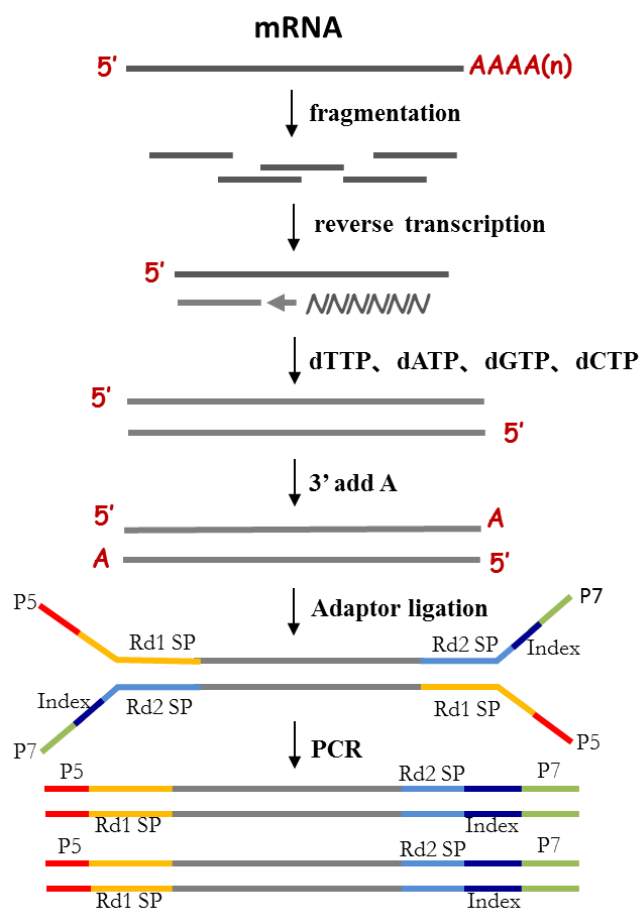 mRNA
5' AAAA(n)
fragmentation
reverse transcription
5'
NNNNNN
dTTP、dATP、dGTP、dCTP
5'
5'
3’ add A
5' A
A 5'
Adaptor ligation
P5 P7
Rd1 SP Rd2 SP Index
Index Rd2 SP Rd1 SP
P7 P5
PCR
P5 Rd2 SP P7
Rd1 SP Index
P5 Rd2 SP P7
Rd1 SP Index